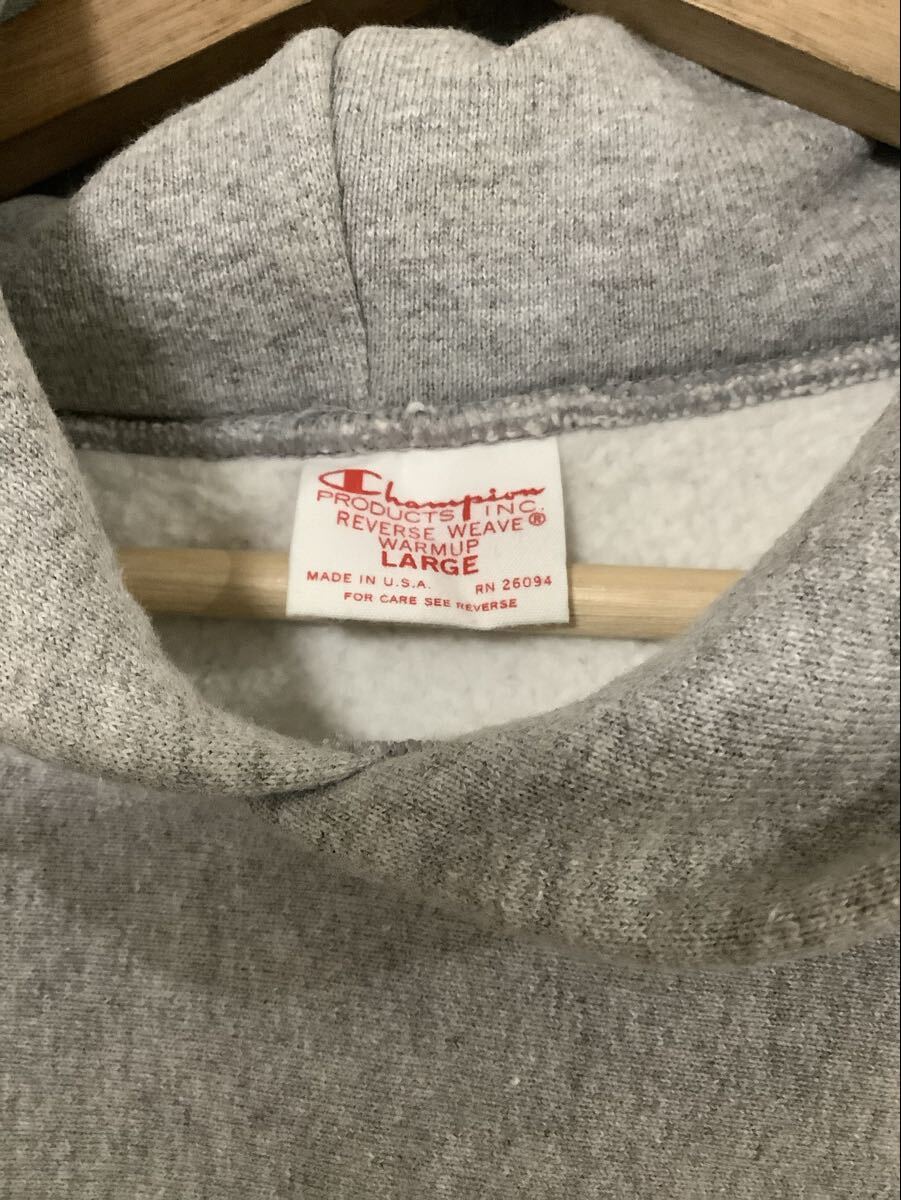 Champion
PRODUCTS INC.
REVERSE WEAVE®
WARMUP
LARGE
MADE IN U.S.A. RN 26094
FOR CARE SEE REVERSE